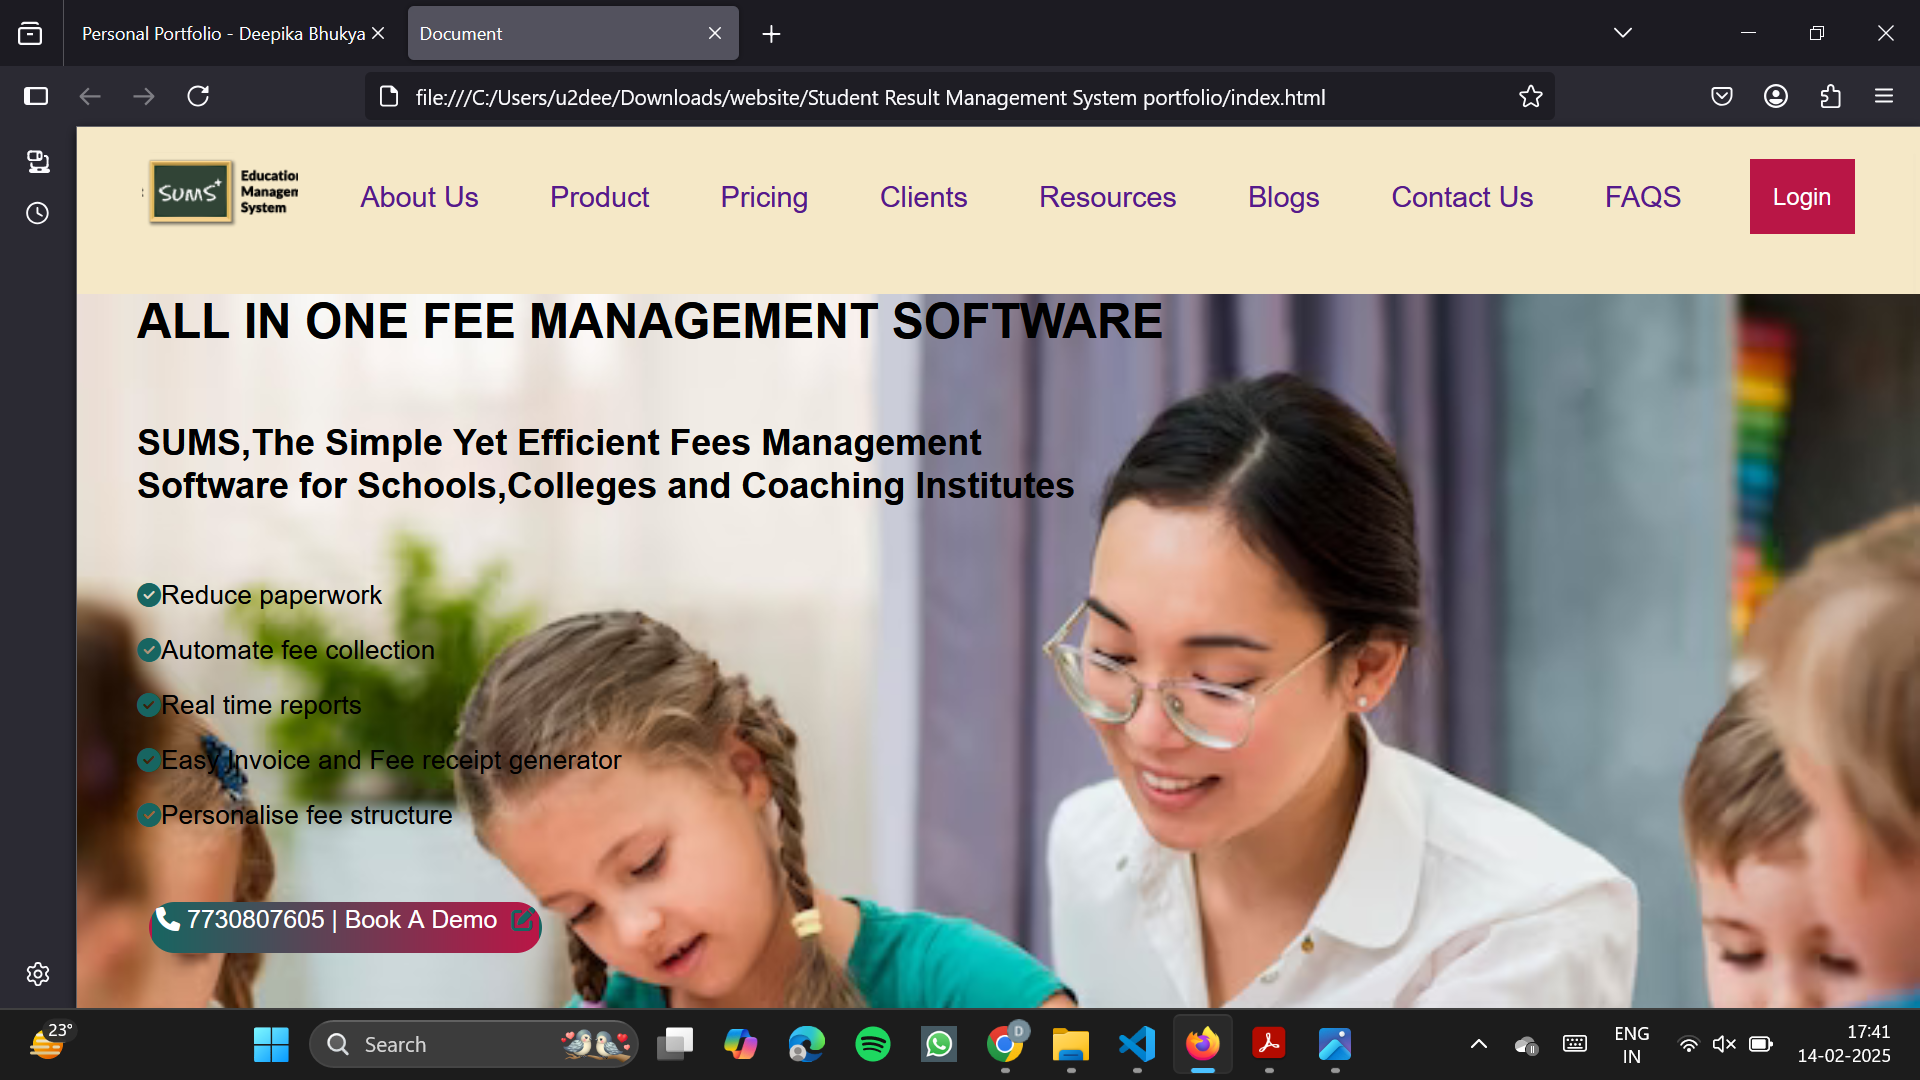 Personal Portfolio - Deepika Bhukya
Document
file:///C:/Users/u2dee/Downloads/website/Student Result Management System portfolio/index.html
SUMS+
Education
Managem
System
About Us
Product
Pricing
Clients
Resources
Blogs
Contact Us
FAQS
Login
ALL IN ONE FEE MANAGEMENT SOFTWARE
SUMS,The Simple Yet Efficient Fees Management
Software for Schools,Colleges and Coaching Institutes
Reduce paperwork
Automate fee collection
Real time reports
Easy Invoice and Fee receipt generator
Personalise fee structure
7730807605 | Book A Demo
23°
Search
D
ENG
IN
17:41
14-02-2025